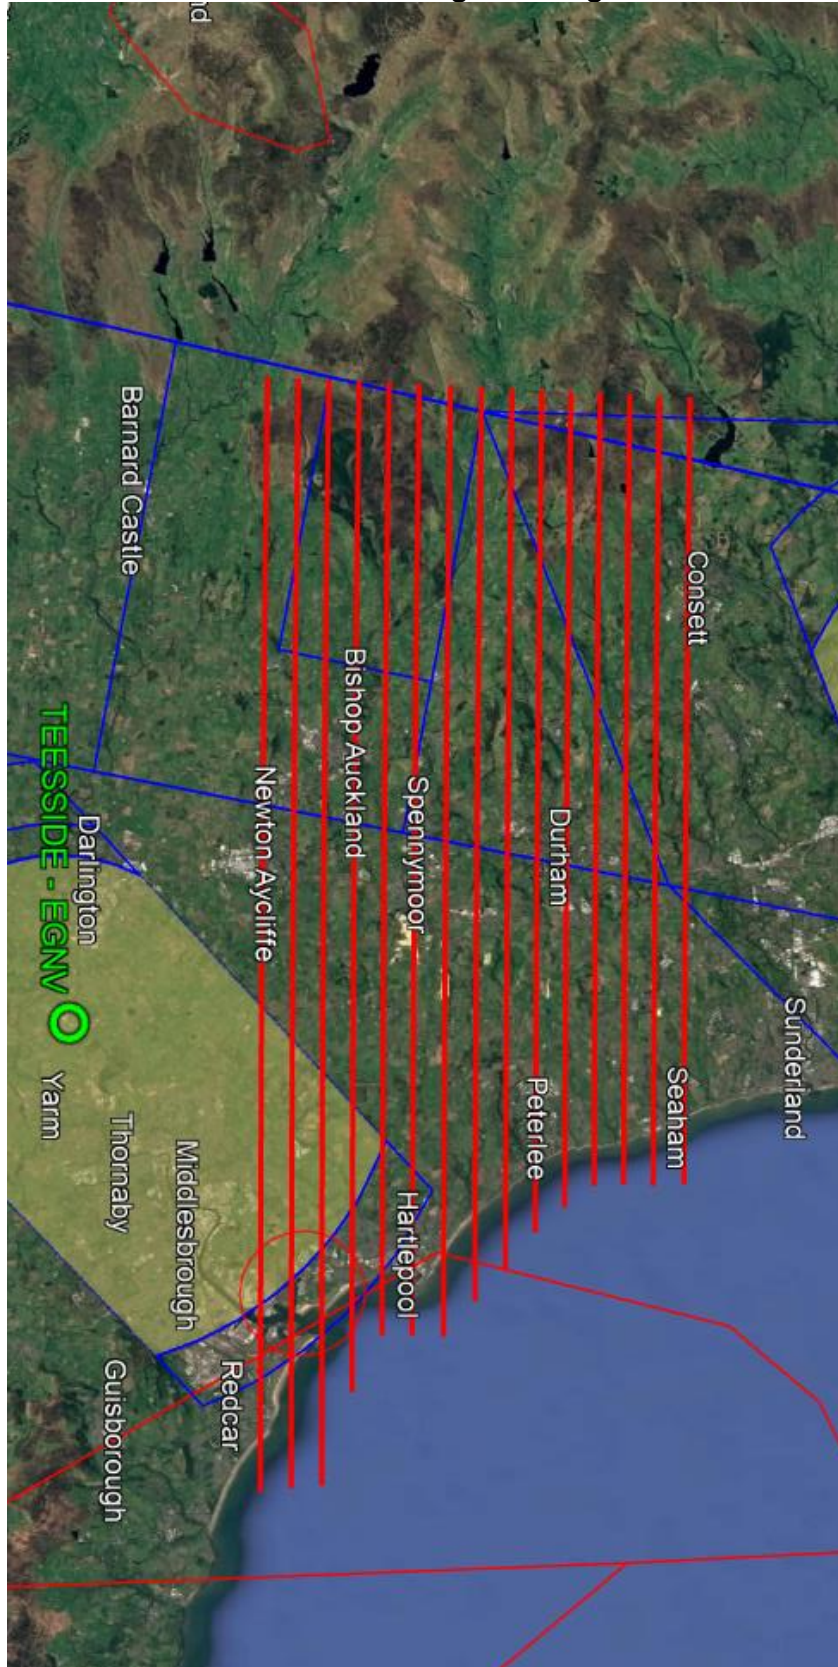 Sunderland
Consett
Seaham
Durham
Peterlee
Spennymoor
Hartlepool
Bishop Auckland
Newton Aycliffe
Redcar
Middlesbrough
Barnard Castle
Thornaby
Guisborough
Darlington
TEESSIDE - EGNV
Yarm